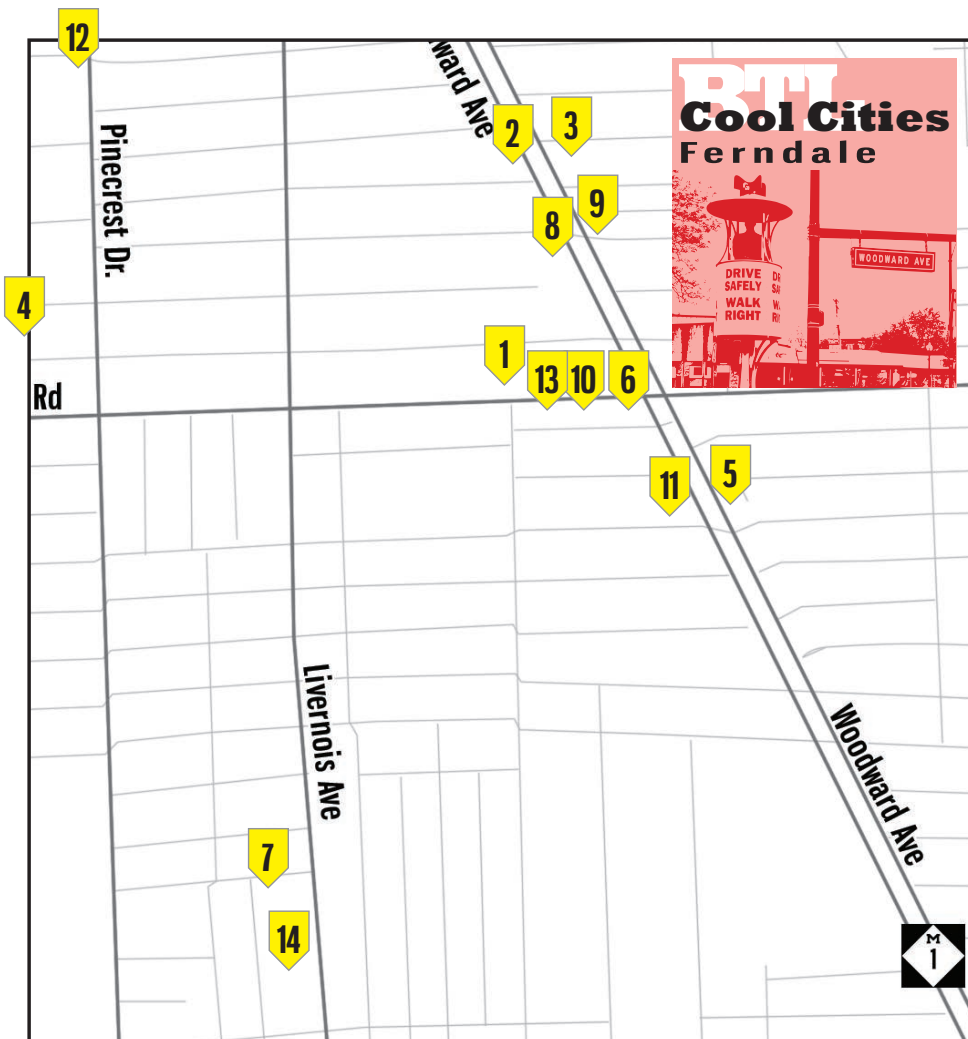 12
ward Ave
Pinecrest Dr.
2
3
BTL
Cool Cities
Ferndale
WOODWARD AVE
DRIVE
SAFELY
WALK
RIGHT
9
8
4
1
13
10
6
Rd
11
5
Livernois Ave
Woodward Ave
7
14
M
1